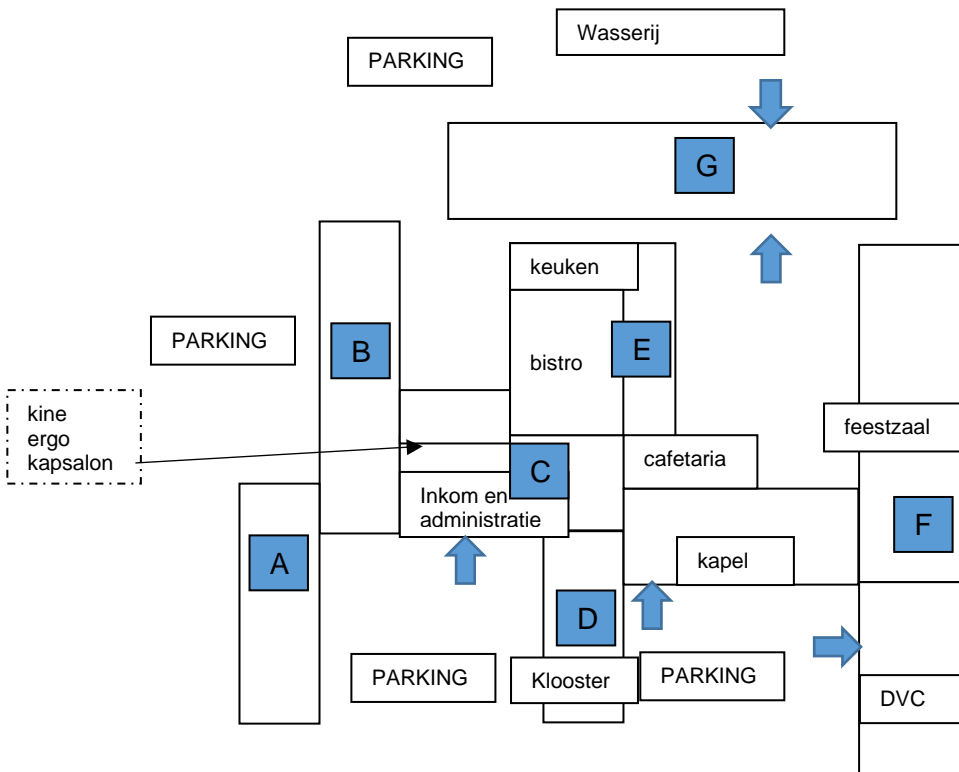 Wasserij
PARKING
G
keuken
PARKING
B
E
bistro
kine
ergo
kapsalon
feestzaal
cafetaria
C
Inkom en
administratie
F
A
kapel
D
PARKING
Klooster
PARKING
DVC